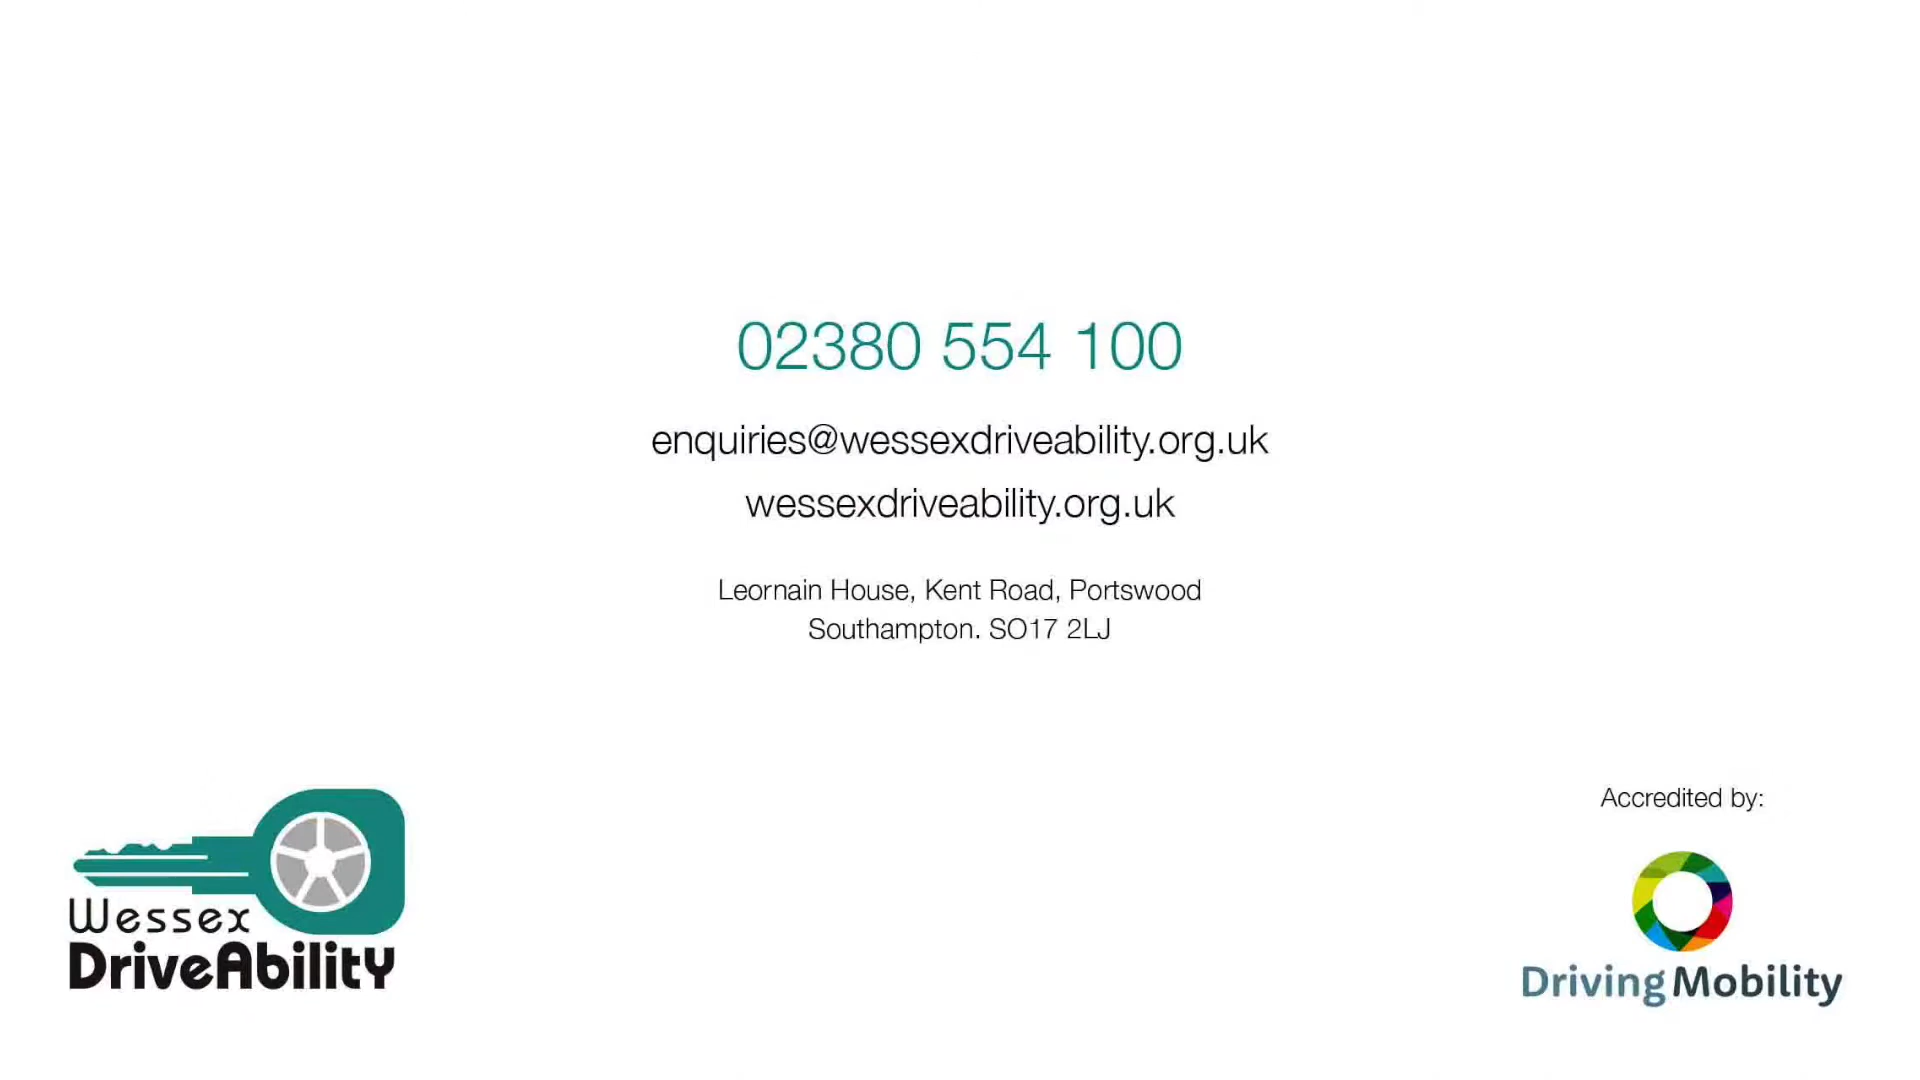 02380 554 100
enquiries@wessexdriveability.org.uk
wessexdriveability.org.uk
Leornain House, Kent Road, Portswood
Southampton. SO17 2LJ
Wessex
DriveAbility
Accredited by:
Driving Mobility